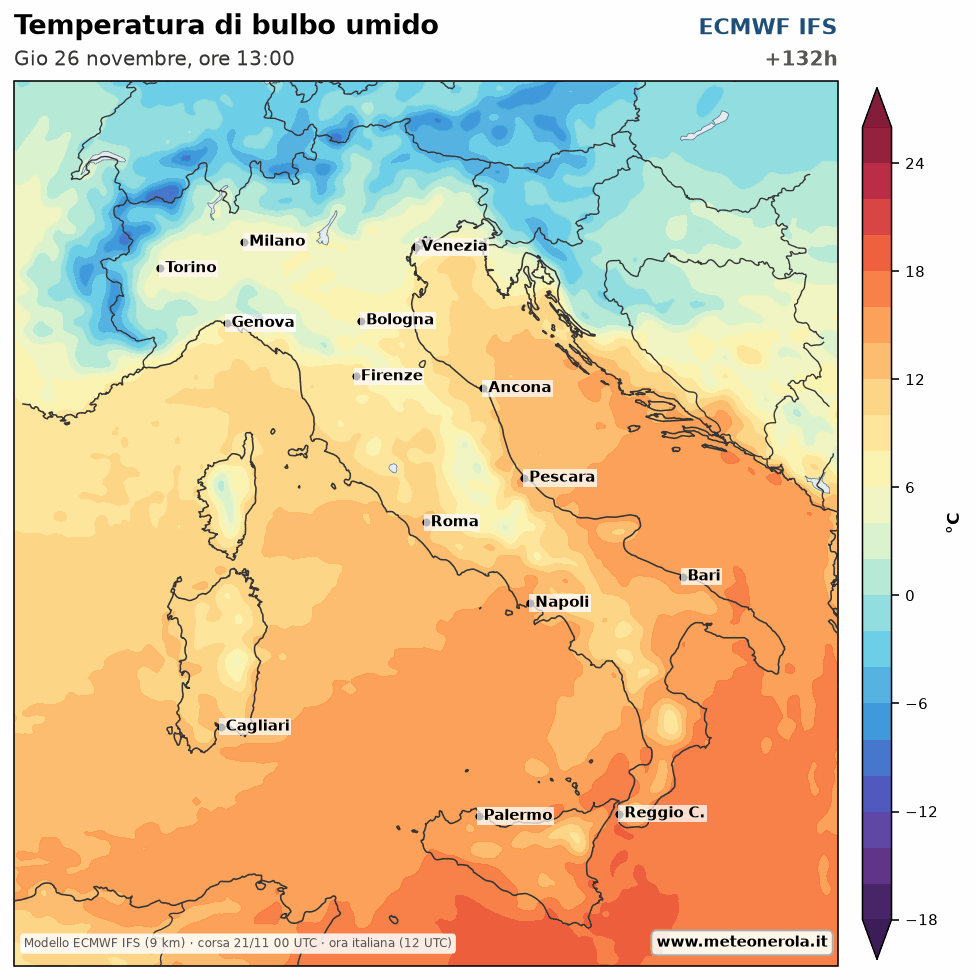 Temperatura di bulbo umido
ECMWF IFS
Gio 26 novembre, ore 13:00
+132h
Milano
Venezia
Torino
Genova
Bologna
Firenze
Ancona
Pescara
Roma
Bari
Napoli
Cagliari
Palermo
Reggio C.
24
18
12
6
0
−6
−12
−18
°C
Modello ECMWF IFS (9 km) · corsa 21/11 00 UTC · ora italiana (12 UTC)
www.meteonerola.it